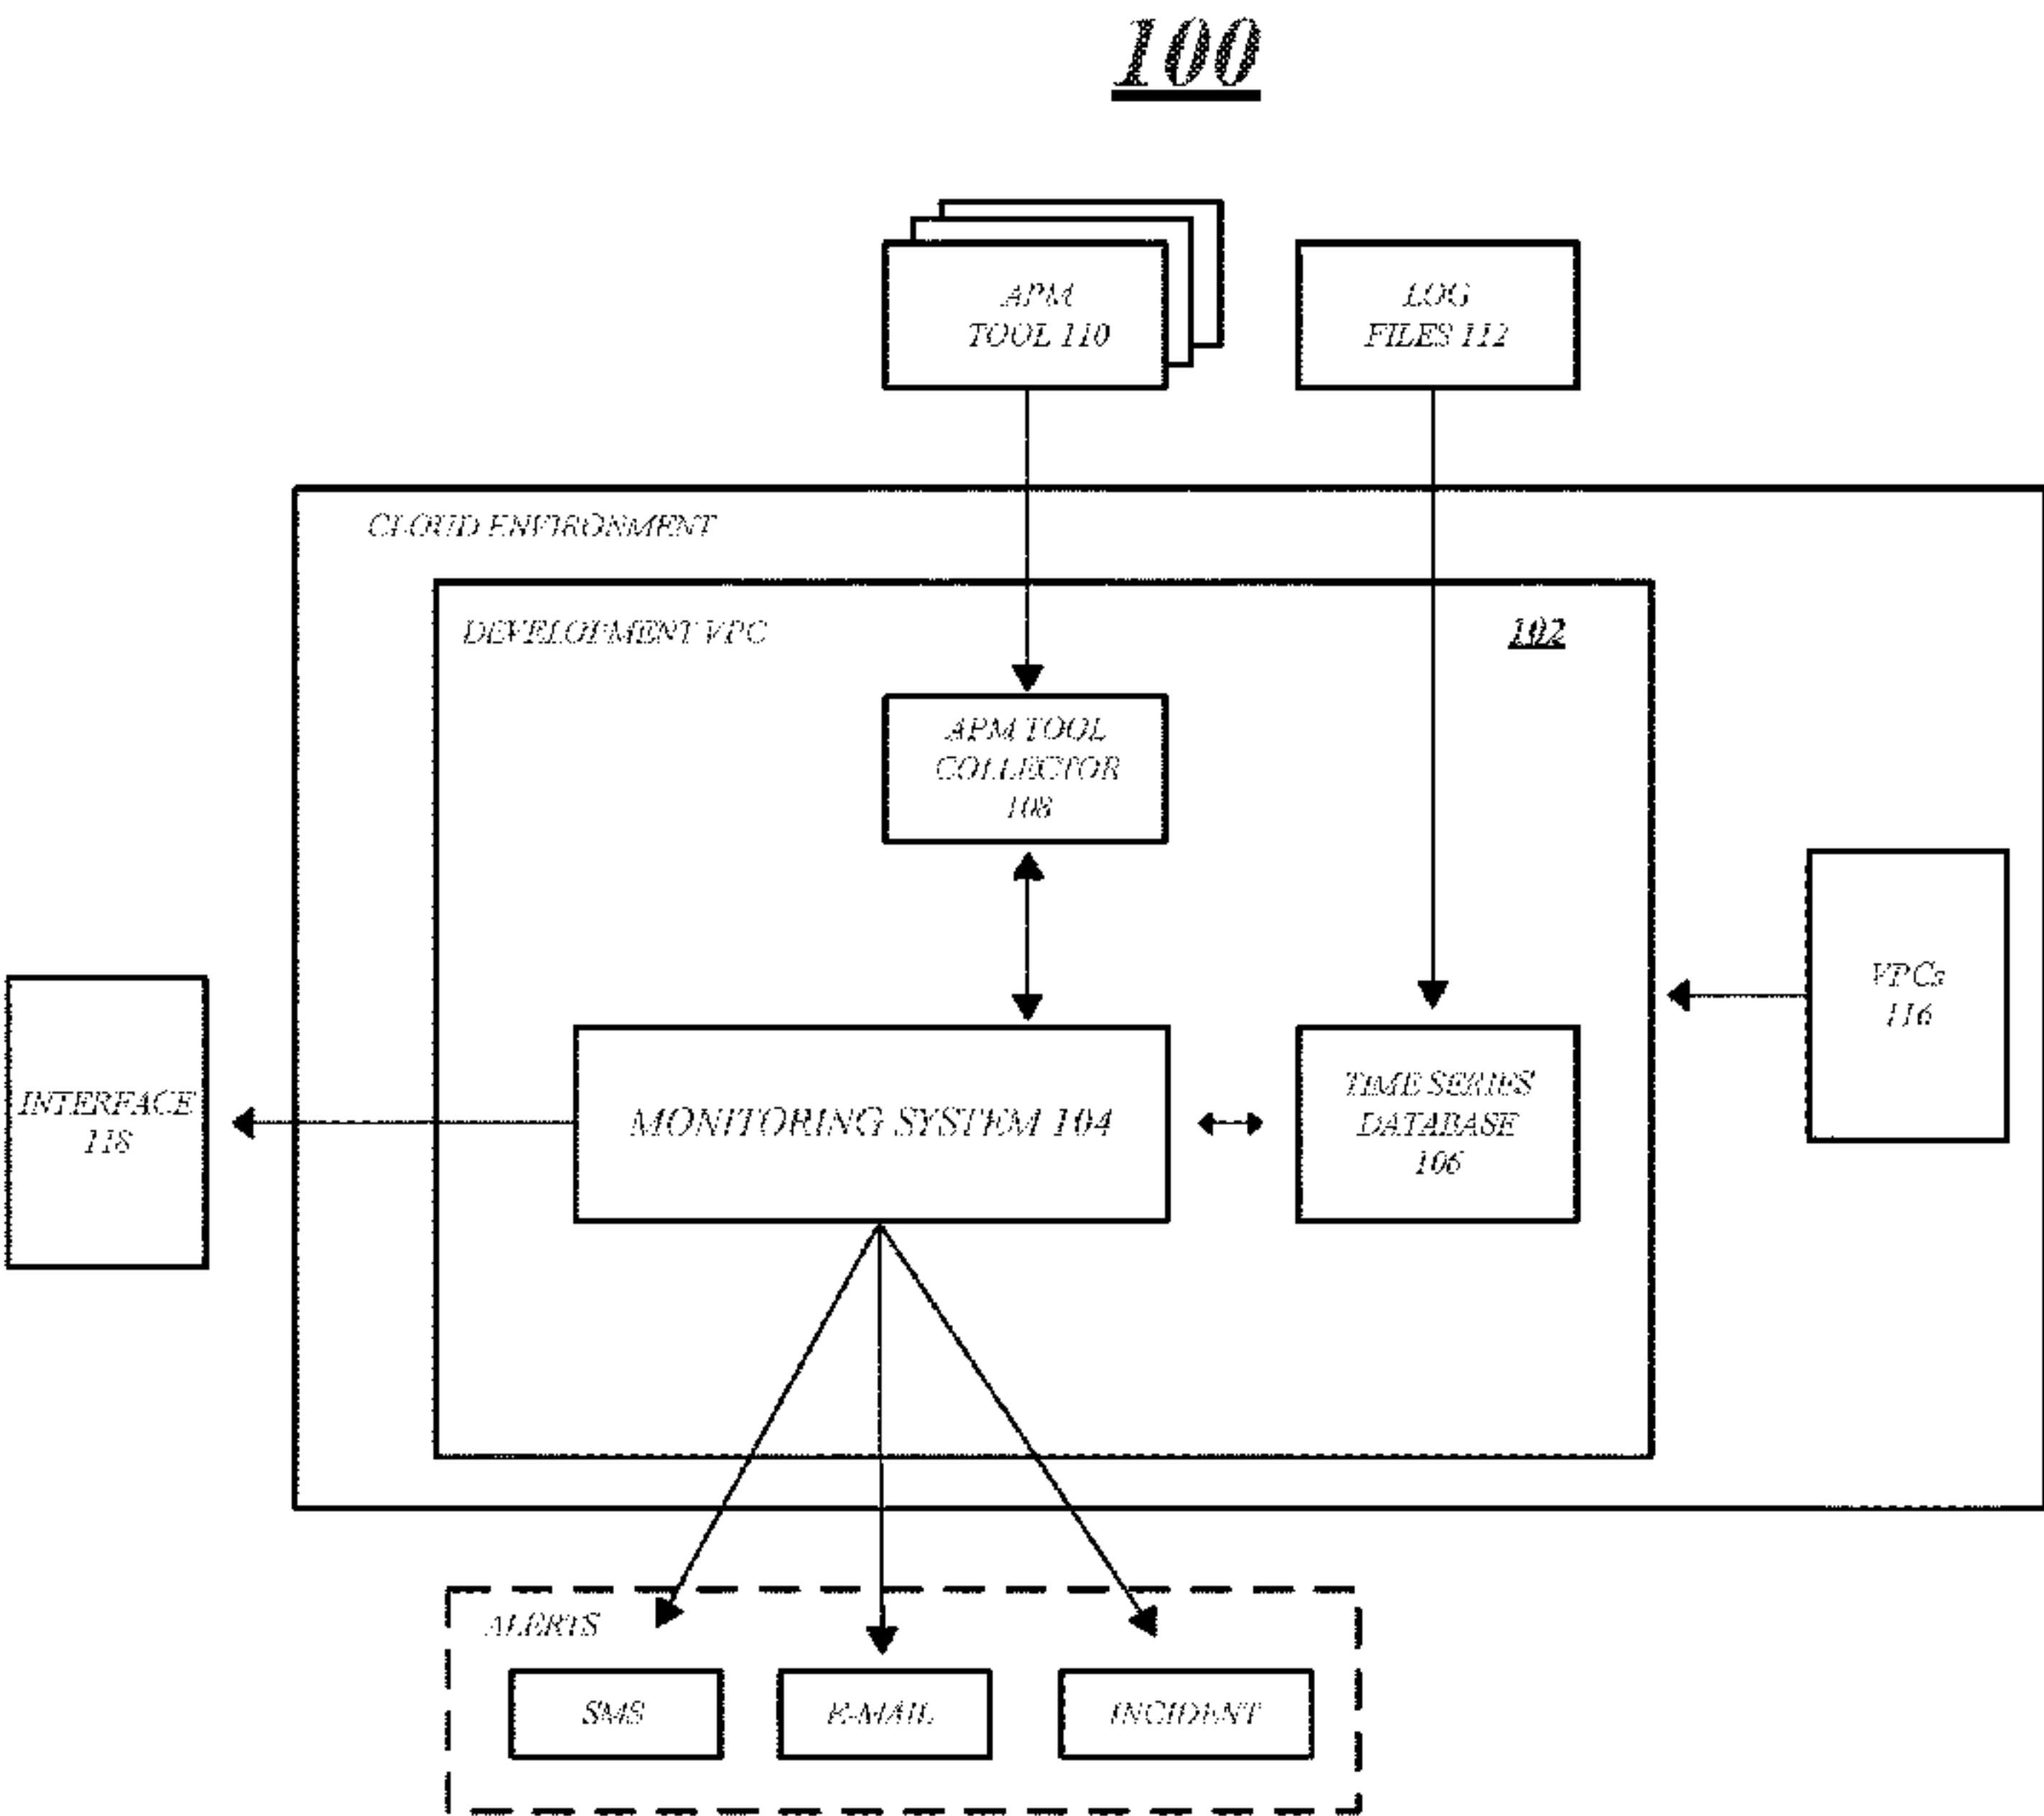 100
APM
TOOL 110
LOG
FILES 112
CLOUD ENVIRONMENT
DEVELOPMENT VPC
102
APM TOOL
COLLECTOR
108
VPCs
116
INTERFACE
118
MONITORING SYSTEM 104
TIME SERIES
DATABASE
106
ALERTS
SMS
E-MAIL
INCIDENT